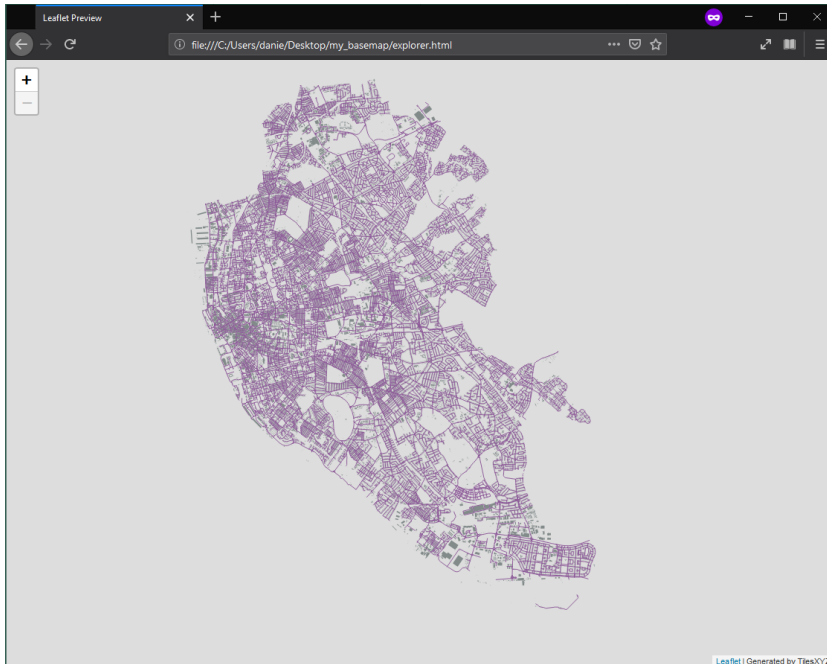 Leaflet Preview
file:///C:/Users/danie/Desktop/my_basemap/explorer.html
+
−
Leaflet | Generated by TilesXYZ